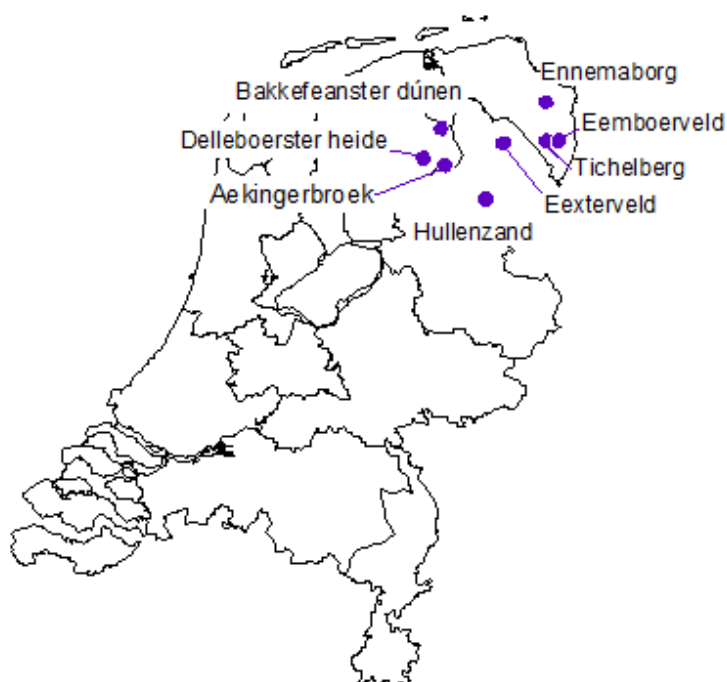 Ennemaborg
Bakkefeanster dúnen
Eemboerveld
Delleboerster heide
Tichelberg
Aekingerbroek
Eexterveld
Hullenzand